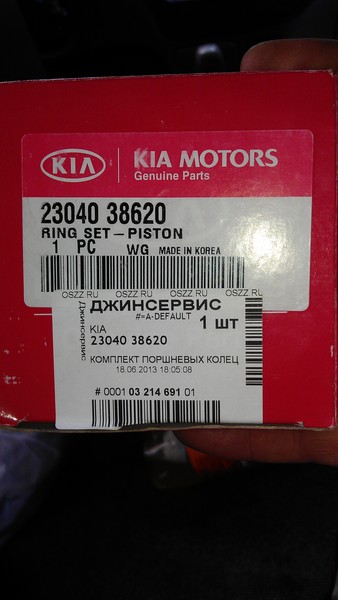 KIA
KIA MOTORS
Genuine Parts
23040 38620
RING SET-PISTON
1 PC WG MADE IN KOREA
OSZZ.RU OSZZ.RU OSZZ.RU OSZZ.RU
Джинсервис
ДЖИНСЕРВИС
#=A-DEFAULT
1 ШТ
KIA
23040 38620
КОМПЛЕКТ ПОРШНЕВЫХ КОЛЕЦ
18.06.2013 18:05:08
# 0001 03 214 691 01